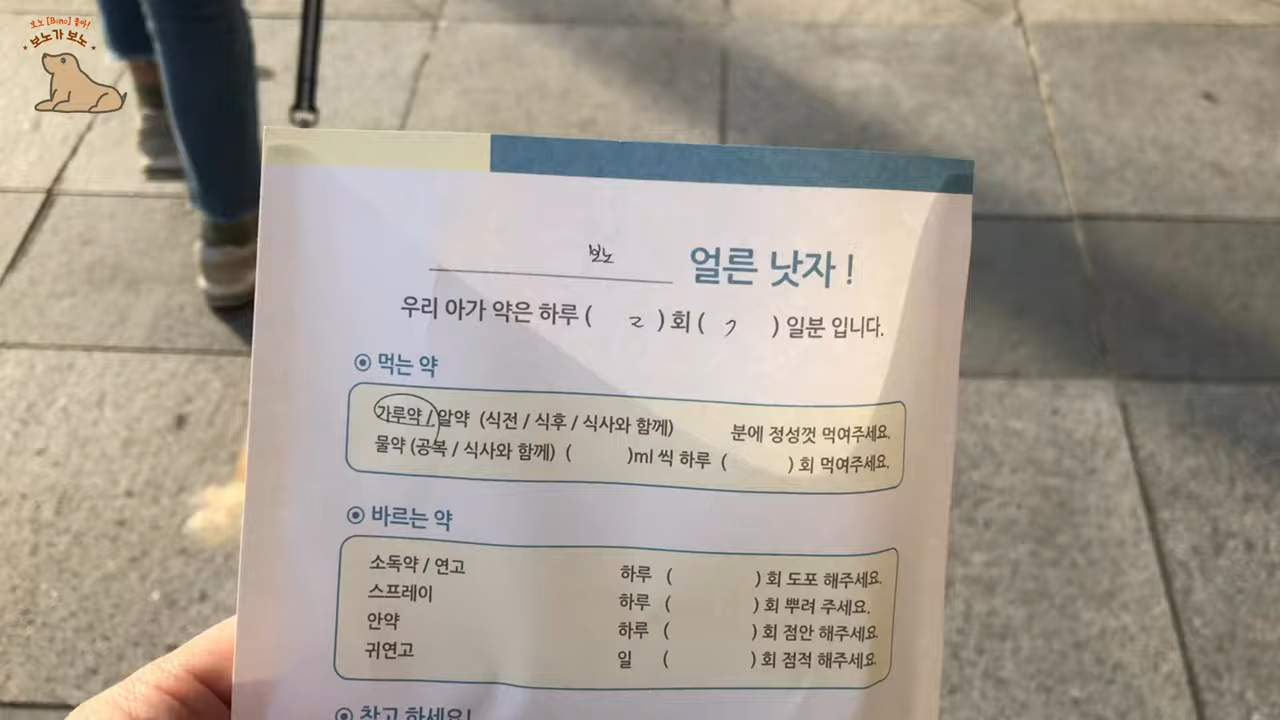 보노 [Bono] 좋아!
보노가 보노
보노 얼른 낫자 !
우리 아가 약은 하루 ( 2 ) 회 ( 7 ) 일분 입니다.
먹는 약
가루약 / 알약 (식전 / 식후 / 식사와 함께) 분에 정성껏 먹여주세요.
물약 (공복 / 식사와 함께) ( )ml 씩 하루 ( ) 회 먹여주세요.
바르는 약
소독약 / 연고 하루 ( ) 회 도포 해주세요.
스프레이 하루 ( ) 회 뿌려 주세요.
안약 하루 ( ) 회 점안 해주세요
귀연고 일 ( ) 회 점적 해주세요
참고 하세요!